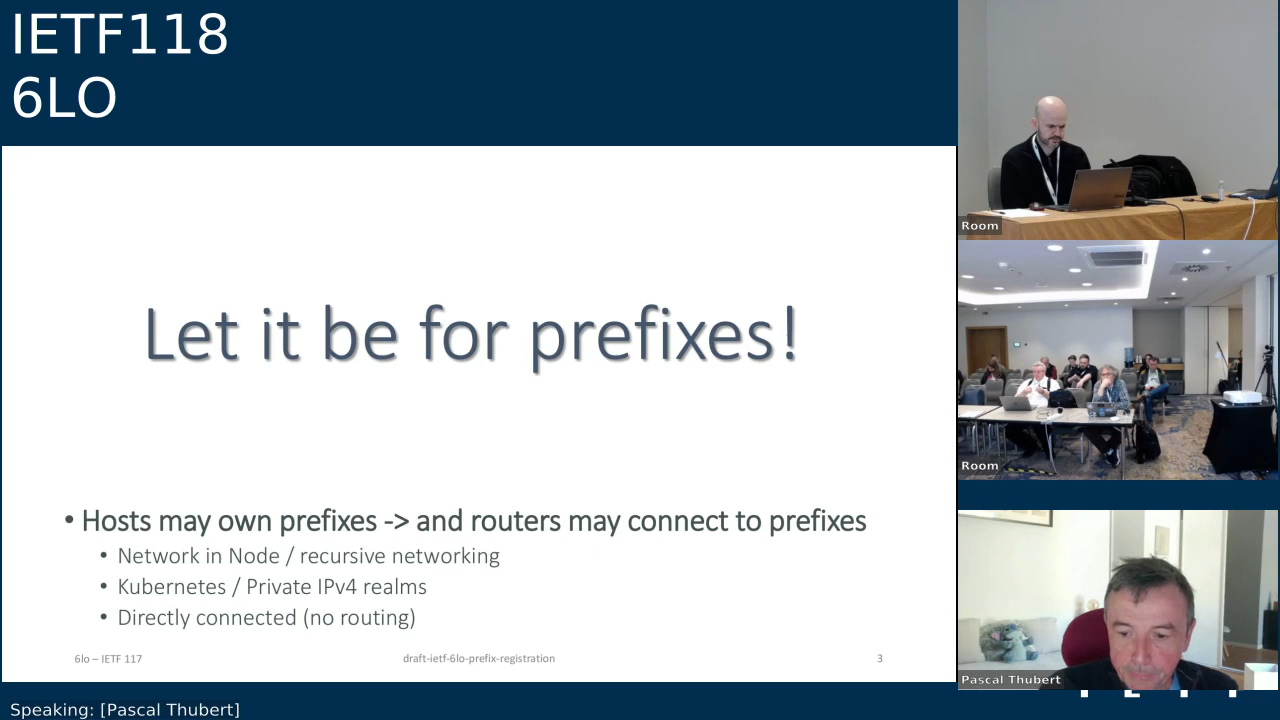 IETF118
6LO
Let it be for prefixes!
• Hosts may own prefixes -> and routers may connect to prefixes
• Network in Node / recursive networking
• Kubernetes / Private IPv4 realms
• Directly connected (no routing)
6lo – IETF 117
draft-ietf-6lo-prefix-registration
3
Room
Room
Pascal Thubert
Speaking: [Pascal Thubert]